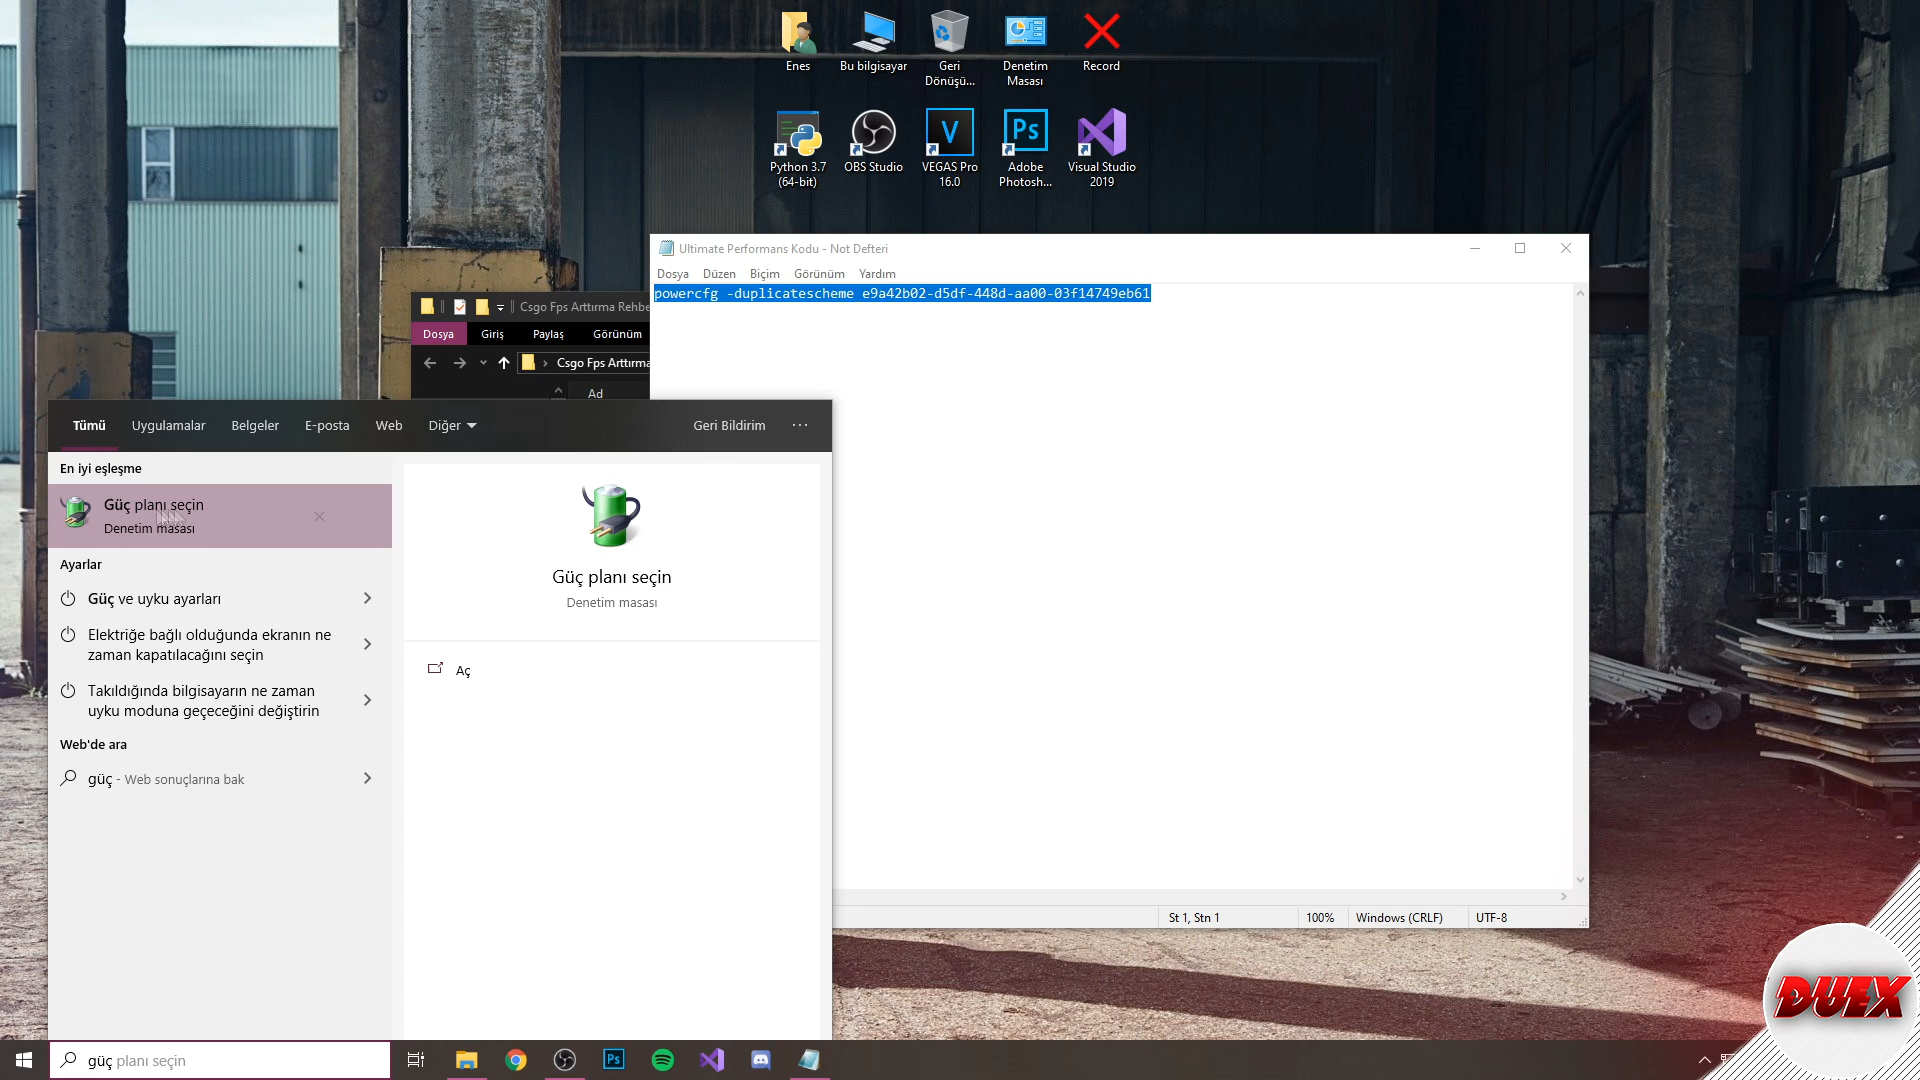 Enes
Bu bilgisayar
Geri
Dönüşü...
Denetim
Masası
Record
Python 3.7
(64-bit)
OBS Studio
VEGAS Pro
16.0
Adobe
Photosh...
Visual Studio
2019
Ultimate Performans Kodu - Not Defteri
Dosya Düzen Biçim Görünüm Yardım
powercfg -duplicatescheme e9a42b02-d5df-448d-aa00-03f14749eb61
Csgo Fps Arttırma Rehbe
Dosya Giriş Paylaş Görünüm
Csgo Fps Arttırma
Ad
Tümü Uygulamalar Belgeler E-posta Web Diğer Geri Bildirim ...
En iyi eşleşme
Güç planı seçin
Denetim masası
Ayarlar
Güç ve uyku ayarları
Elektriğe bağlı olduğunda ekranın ne
zaman kapatılacağını seçin
Takıldığında bilgisayarın ne zaman
uyku moduna geçeceğini değiştirin
Web'de ara
güç - Web sonuçlarına bak
Güç planı seçin
Denetim masası
Aç
St 1, Stn 1 100% Windows (CRLF) UTF-8
güç planı seçin
Ps
V
Ps
DUEX